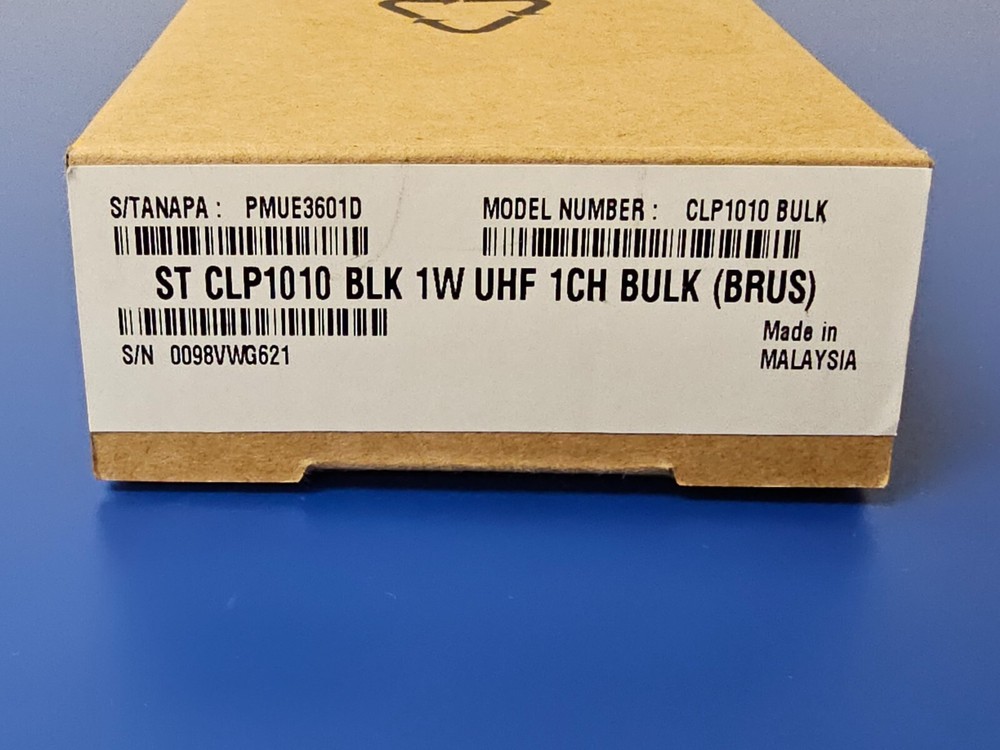 S/TANAPA : PMUE3601D MODEL NUMBER : CLP1010 BULK
ST CLP1010 BLK 1W UHF 1CH BULK (BRUS)
S/N 0098VWG621
Made in
MALAYSIA